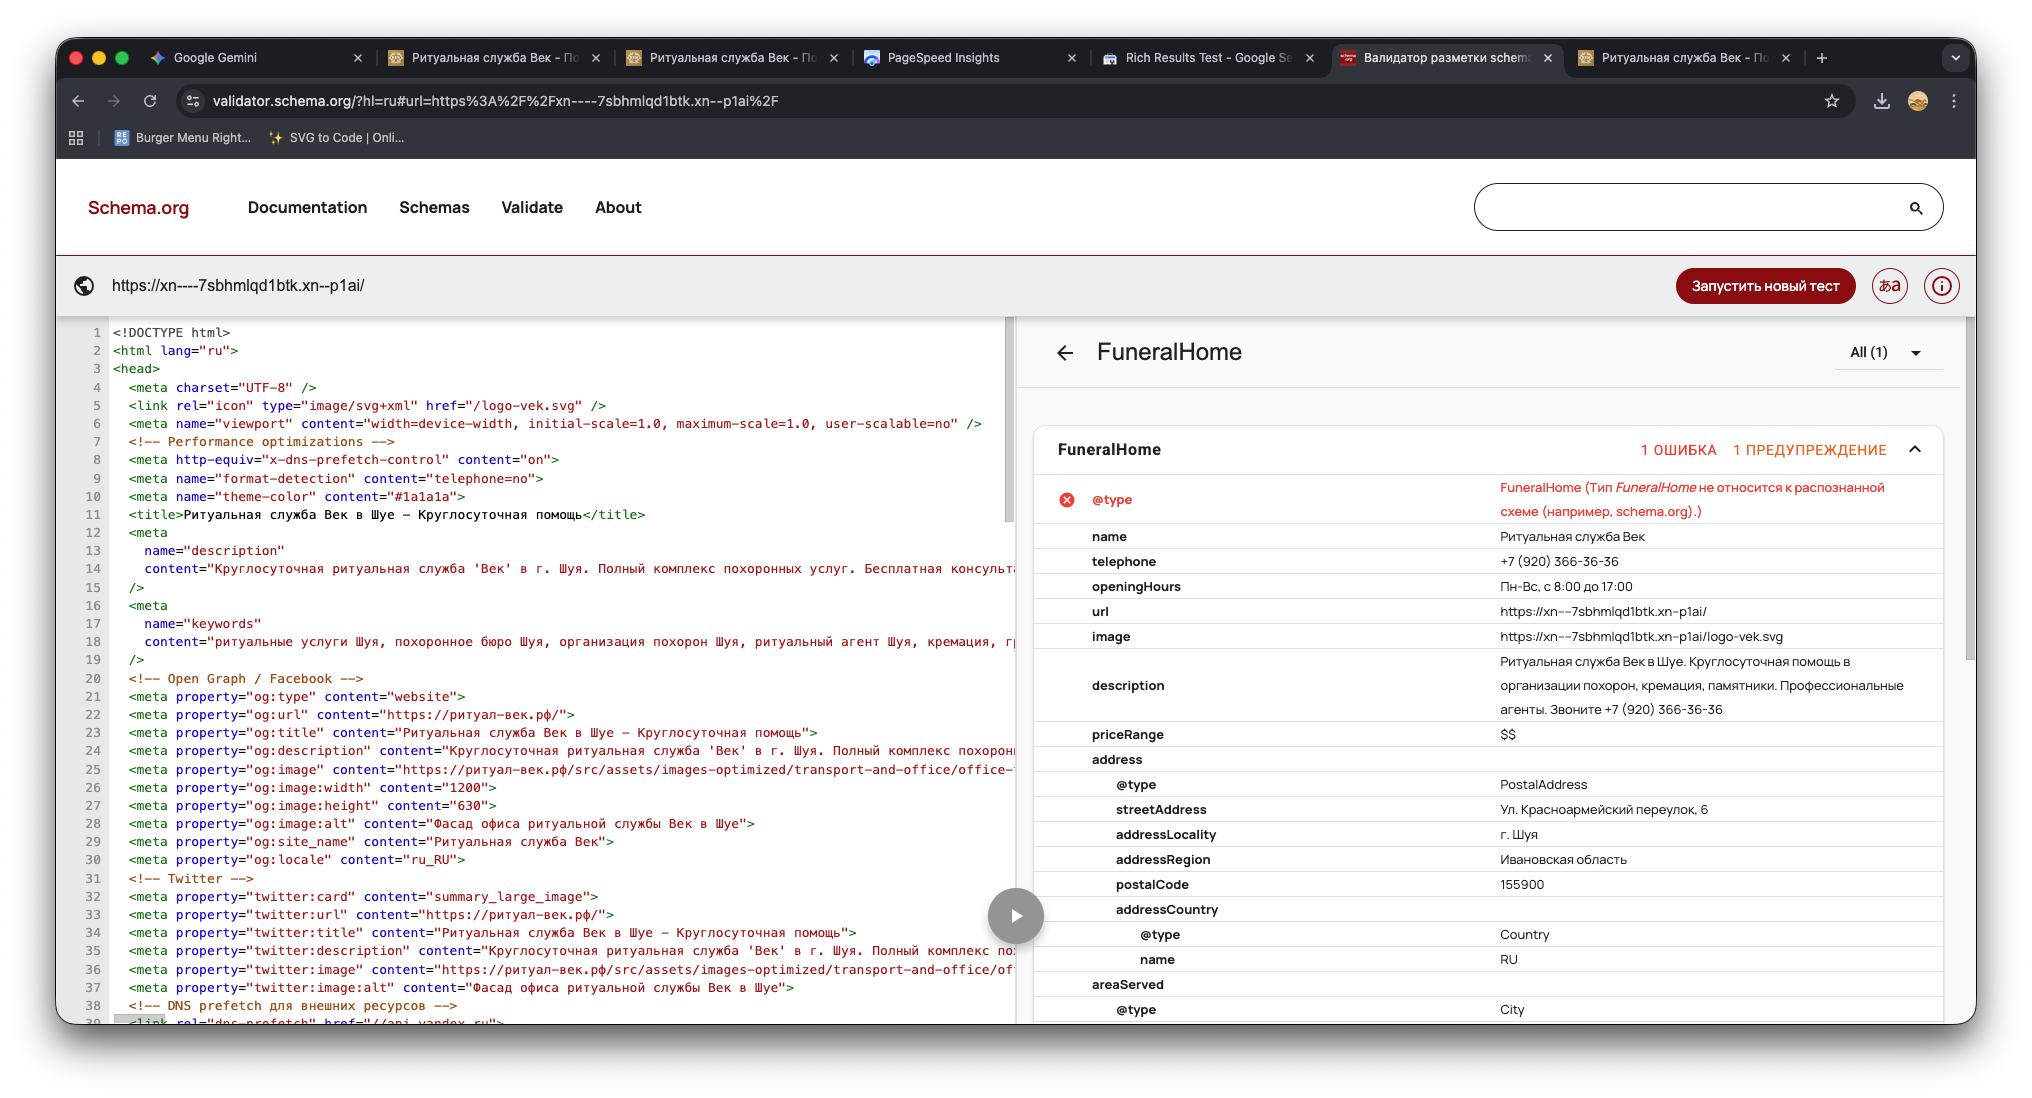 Google Gemini
Ритуальная служба Век - По
Ритуальная служба Век - По
PageSpeed Insights
Rich Results Test - Google Se
Валидатор разметки schema
Ритуальная служба Век - По
validator.schema.org/?hl=ru#url=https%3A%2F%2Fxn----7sbhmlqd1btk.xn--p1ai%2F
Burger Menu Right...
SVG to Code | Onli...
Schema.org
Documentation
Schemas
Validate
About
https://xn----7sbhmlqd1btk.xn--p1ai/
Запустить новый тест
あa
1 <!DOCTYPE html>
2 <html lang="ru">
3 <head>
4 <meta charset="UTF-8" />
5 <link rel="icon" type="image/svg+xml" href="/logo-vek.svg" />
6 <meta name="viewport" content="width=device-width, initial-scale=1.0, maximum-scale=1.0, user-scalable=no" />
7 <!-- Performance optimizations -->
8 <meta http-equiv="x-dns-prefetch-control" content="on">
9 <meta name="format-detection" content="telephone=no">
10 <meta name="theme-color" content="#1a1a1a">
11 <title>Ритуальная служба Век в Шуе – Круглосуточная помощь</title>
12 <meta
13 name="description"
14 content="Круглосуточная ритуальная служба 'Век' в г. Шуя. Полный комплекс похоронных услуг. Бесплатная консульта
15 />
16 <meta
17 name="keywords"
18 content="ритуальные услуги Шуя, похоронное бюро Шуя, организация похорон Шуя, ритуальный агент Шуя, кремация, гр
19 />
20 <!-- Open Graph / Facebook -->
21 <meta property="og:type" content="website">
22 <meta property="og:url" content="https://ритуал-век.рф/">
23 <meta property="og:title" content="Ритуальная служба Век в Шуе – Круглосуточная помощь">
24 <meta property="og:description" content="Круглосуточная ритуальная служба 'Век' в г. Шуя. Полный комплекс похорон
25 <meta property="og:image" content="https://ритуал-век.рф/src/assets/images-optimized/transport-and-office/office-
26 <meta property="og:image:width" content="1200">
27 <meta property="og:image:height" content="630">
28 <meta property="og:image:alt" content="Фасад офиса ритуальной службы Век в Шуе">
29 <meta property="og:site_name" content="Ритуальная служба Век">
30 <meta property="og:locale" content="ru_RU">
31 <!-- Twitter -->
32 <meta property="twitter:card" content="summary_large_image">
33 <meta property="twitter:url" content="https://ритуал-век.рф/">
34 <meta property="twitter:title" content="Ритуальная служба Век в Шуе – Круглосуточная помощь">
35 <meta property="twitter:description" content="Круглосуточная ритуальная служба 'Век' в г. Шуя. Полный комплекс по
36 <meta property="twitter:image" content="https://ритуал-век.рф/src/assets/images-optimized/transport-and-office/of
37 <meta property="twitter:image:alt" content="Фасад офиса ритуальной службы Век в Шуе">
38 <!-- DNS prefetch для внешних ресурсов -->
39 <link rel="dns-prefetch" href="//api.yandex.ru">
FuneralHome
All (1)
FuneralHome
1 ОШИБКА 1 ПРЕДУПРЕЖДЕНИЕ
@type FuneralHome (Тип FuneralHome не относится к распознанной
схеме (например, schema.org).)
name Ритуальная служба Век
telephone +7 (920) 366-36-36
openingHours Пн-Вс, с 8:00 до 17:00
url https://xn----7sbhmlqd1btk.xn--p1ai/
image https://xn----7sbhmlqd1btk.xn--p1ai/logo-vek.svg
description Ритуальная служба Век в Шуе. Круглосуточная помощь в
организации похорон, кремация, памятники. Профессиональные
агенты. Звоните +7 (920) 366-36-36
priceRange $$
address
@type PostalAddress
streetAddress Ул. Красноармейский переулок, 6
addressLocality г. Шуя
addressRegion Ивановская область
postalCode 155900
addressCountry
@type Country
name RU
areaServed
@type City